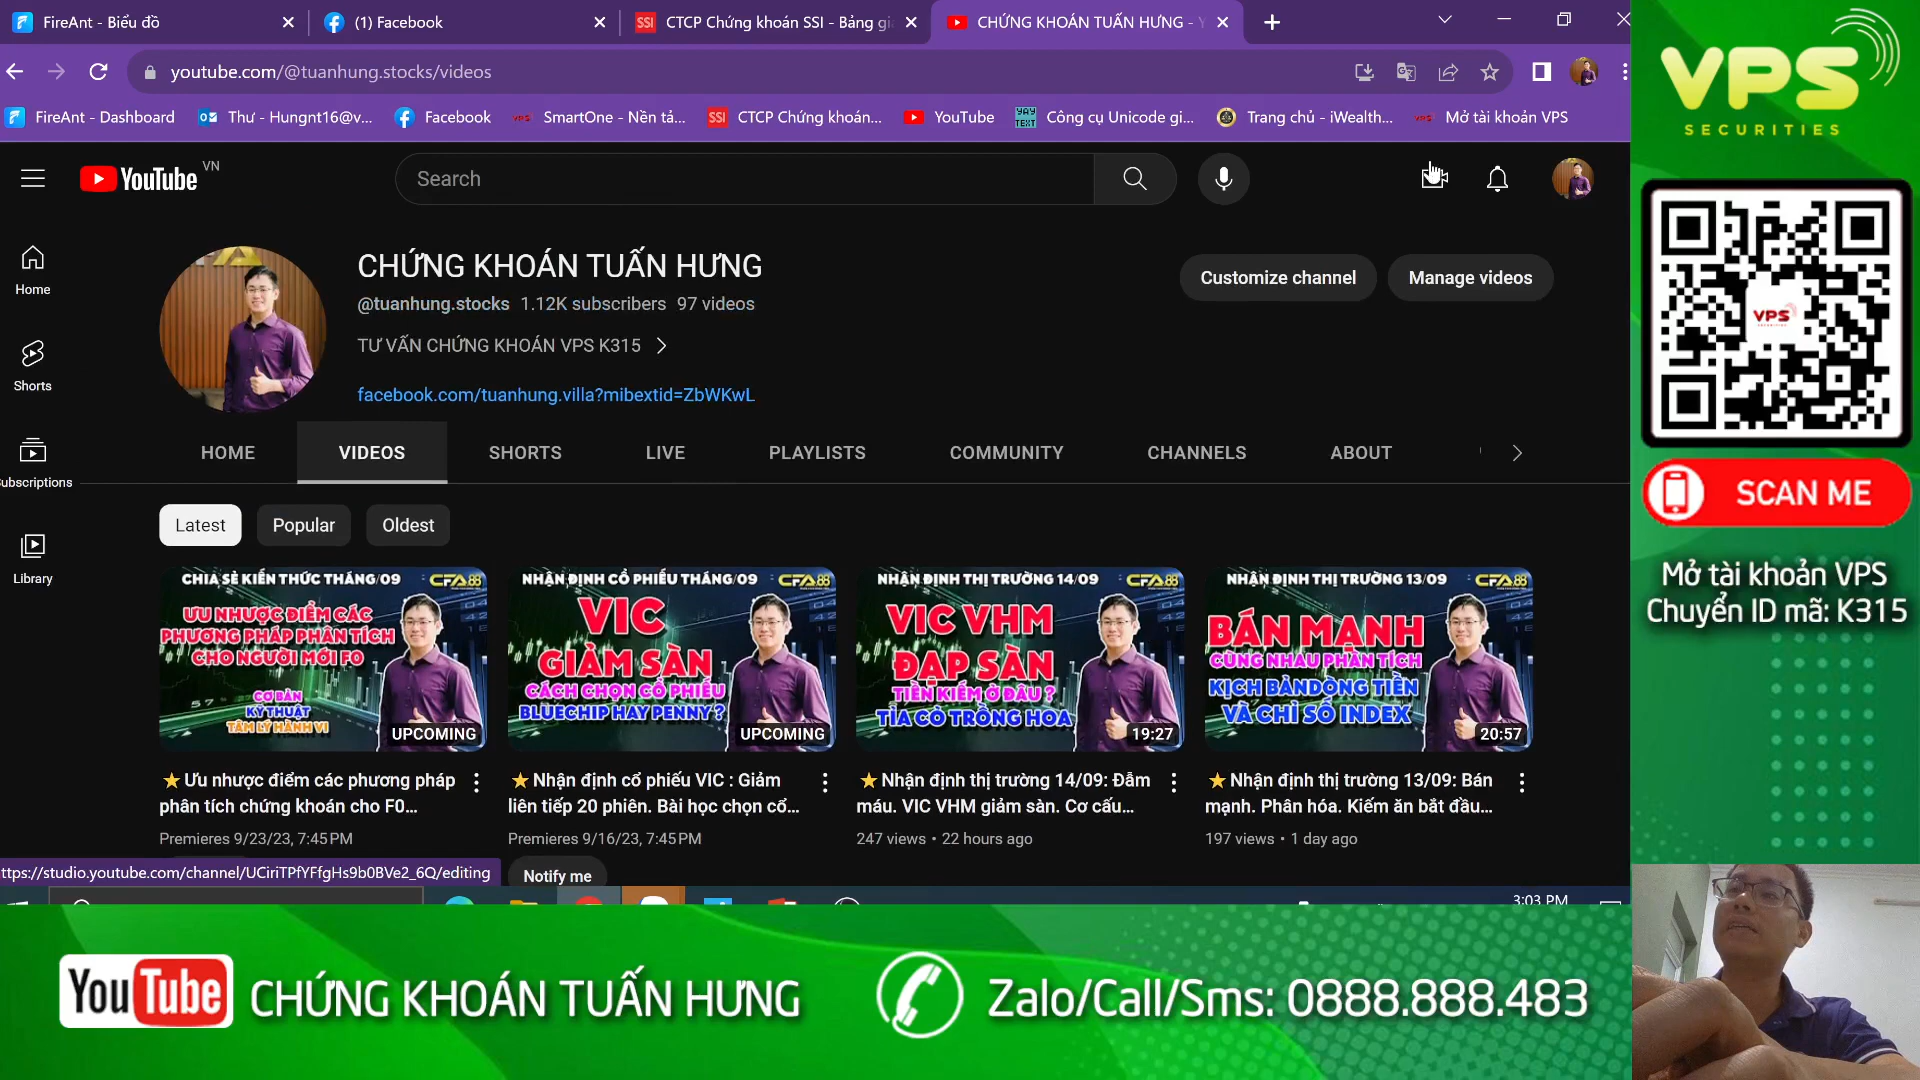 FireAnt - Biểu đồ
(1) Facebook
CTCP Chứng khoán SSI - Bảng gi
CHỨNG KHOÁN TUẤN HƯNG - Y
youtube.com/@tuanhung.stocks/videos
FireAnt - Dashboard
Thư - Hungnt16@v...
Facebook
SmartOne - Nền tả...
CTCP Chứng khoán...
YouTube
Công cụ Unicode gi...
Trang chủ - iWealth...
Mở tài khoản VPS
YouTube VN
Search
Home
Shorts
ubscriptions
Library
CHỨNG KHOÁN TUẤN HƯNG
@tuanhung.stocks 1.12K subscribers 97 videos
TƯ VẤN CHỨNG KHOÁN VPS K315
facebook.com/tuanhung.villa?mibextid=ZbWKwL
Customize channel
Manage videos
HOME
VIDEOS
SHORTS
LIVE
PLAYLISTS
COMMUNITY
CHANNELS
ABOUT
Latest
Popular
Oldest
CHIA SẺ KIẾN THỨC THÁNG/09
CFA88
ƯU NHƯỢC ĐIỂM CÁC
PHƯƠNG PHÁP PHÂN TÍCH
CHO NGƯỜI MỚI F0
CƠ BẢN
KỸ THUẬT
TÂM LÝ HÀNH VI
UPCOMING
⭐Ưu nhược điểm các phương pháp
phân tích chứng khoán cho F0...
Premieres 9/23/23, 7:45 PM
NHẬN ĐỊNH CỔ PHIẾU THÁNG/09
CFA88
VIC
GIẢM SÀN
CÁCH CHỌN CỔ PHIẾU
BLUECHIP HAY PENNY ?
UPCOMING
⭐Nhận định cổ phiếu VIC : Giảm
liên tiếp 20 phiên. Bài học chọn cổ...
Premieres 9/16/23, 7:45 PM
Notify me
NHẬN ĐỊNH THỊ TRƯỜNG 14/09
CFA88
VIC VHM
ĐẠP SÀN
TIỀN KIẾM Ở ĐÂU ?
TỈA CỎ TRỒNG HOA
19:27
⭐Nhận định thị trường 14/09: Đẫm
máu. VIC VHM giảm sàn. Cơ cấu...
247 views • 22 hours ago
NHẬN ĐỊNH THỊ TRƯỜNG 13/09
CFA88
BÁN MẠNH
CÙNG NHAU PHÂN TÍCH
KỊCH BẢN DÒNG TIỀN
VÀ CHỈ SỐ INDEX
20:57
⭐Nhận định thị trường 13/09: Bán
mạnh. Phân hóa. Kiếm ăn bắt đầu...
197 views • 1 day ago
ttps://studio.youtube.com/channel/UCiriTPfYFfgHs9b0BVe2_6Q/editing
3:03 PM
VPS
SECURITIES
VPS
SCAN ME
Mở tài khoản VPS
Chuyển ID mã: K315
YouTube CHỨNG KHOÁN TUẤN HƯNG
Zalo/Call/Sms: 0888.888.483